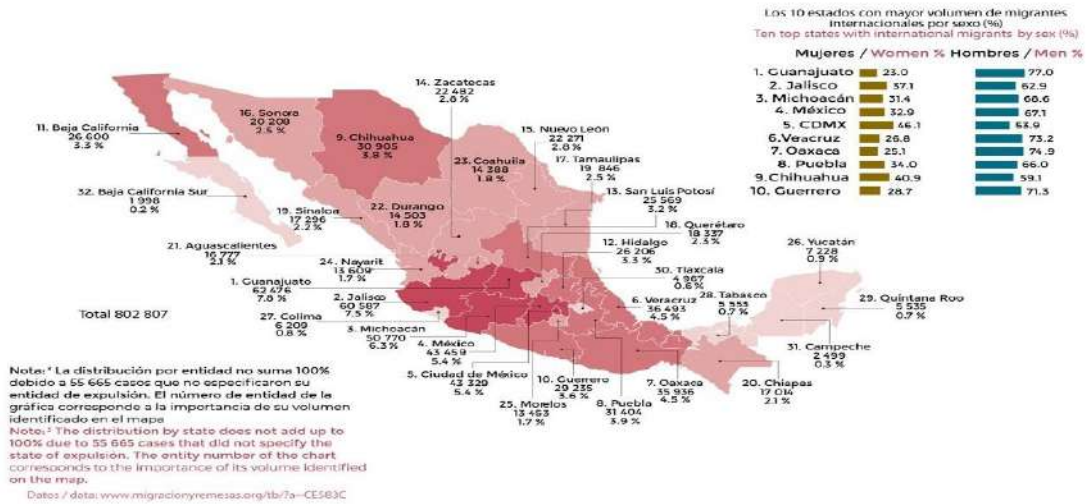 Los 10 estados con mayor volumen de migrantes
internacionales por sexo (%)
Ten top states with international migrants by sex (%)
Mujeres / Women % Hombres / Men %
1. Guanajuato 23.0 77.0
2. Jalisco 37.1 62.9
3. Michoacán 31.4 68.6
4. México 32.9 67.1
5. CDMX 46.1 53.9
6. Veracruz 26.8 73.2
7. Oaxaca 25.1 74.9
8. Puebla 34.0 66.0
9. Chihuahua 40.9 59.1
10. Guerrero 28.7 71.3
14. Zacatecas
22 482
2.8 %
16. Sonora
20 208
2.5 %
11. Baja California
26 600
3.3 %
9. Chihuahua
30 905
3.8 %
15. Nuevo León
22 271
2.8 %
23. Coahuila
14 388
1.8 %
17. Tamaulipas
19 846
2.5 %
32. Baja California Sur
1 998
0.2 %
13. San Luis Potosí
25 569
3.2 %
22. Durango
14 503
1.8 %
19. Sinaloa
17 296
2.2 %
18. Querétaro
18 337
2.3 %
21. Aguascalientes
16 777
2.1 %
12. Hidalgo
26 206
3.3 %
26. Yucatán
7 228
0.9 %
24. Nayarit
13 609
1.7 %
30. Tlaxcala
4 967
0.6 %
1. Guanajuato
62 476
7.8 %
2. Jalisco
60 587
7.5 %
6. Veracruz
36 493
4.5 %
28. Tabasco
5 555
0.7 %
29. Quintana Roo
5 535
0.7 %
Total 802 807
27. Colima
6 209
0.8 %
3. Michoacán
50 770
6.3 %
4. México
43 459
5.4 %
31. Campeche
2 499
0.3 %
5. Ciudad de México
43 329
5.4 %
10. Guerrero
29 235
3.6 %
7. Oaxaca
35 936
4.5 %
20. Chiapas
17 014
2.1 %
25. Morelos
13 453
1.7 %
8. Puebla
31 404
3.9 %
Nota: La distribución por entidad no suma 100%
debido a 55 665 casos que no especificaron su
entidad de expulsión. El número de entidad de la
gráfica corresponde a la importancia de su volumen
identificado en el mapa
Note: The distribution by state does not add up to
100% due to 55 665 cases that did not specify the
state of expulsión. The entity number of the chart
corresponds to the importance of its volume identified
on the map.
Datos / data: www.migracionyremesas.org/tb/?a=CE583C